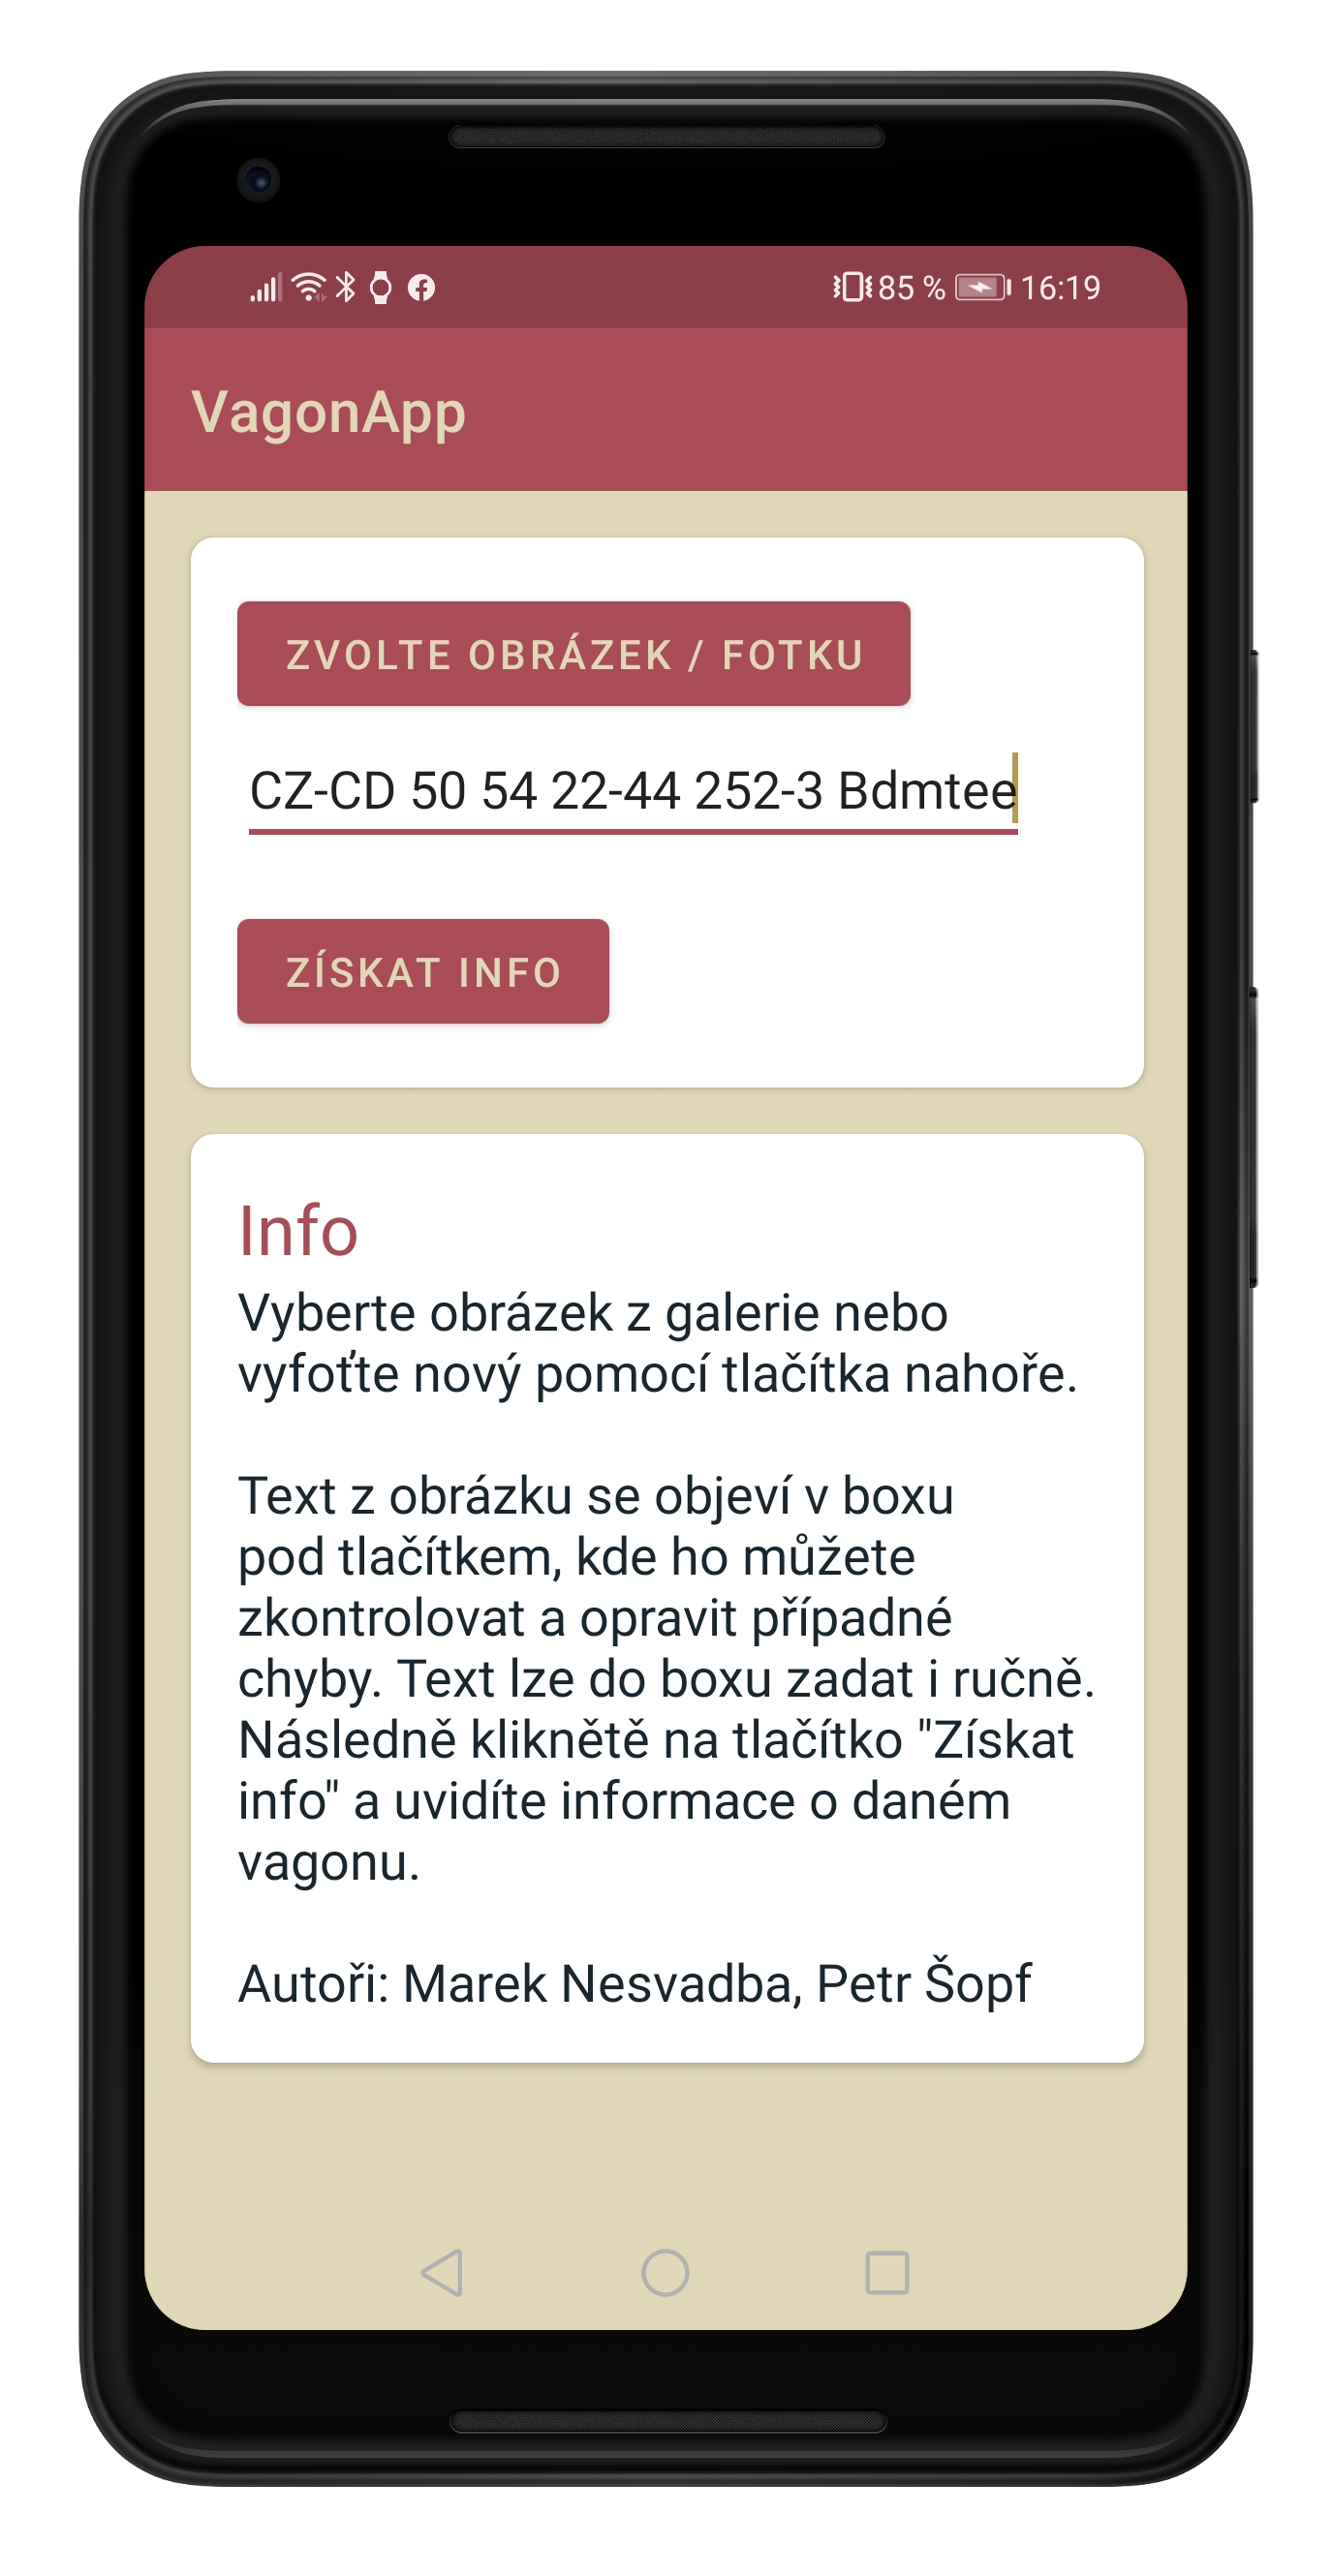 85 % 16:19
VagonApp
ZVOLTE OBRÁZEK / FOTKU
CZ-CD 50 54 22-44 252-3 Bdmtee
ZÍSKAT INFO
Info
Vyberte obrázek z galerie nebo
vyfoťte nový pomocí tlačítka nahoře.
Text z obrázku se objeví v boxu
pod tlačítkem, kde ho můžete
zkontrolovat a opravit případné
chyby. Text lze do boxu zadat i ručně.
Následně kliknětě na tlačítko "Získat
info" a uvidíte informace o daném
vagonu.
Autoři: Marek Nesvadba, Petr Šopf